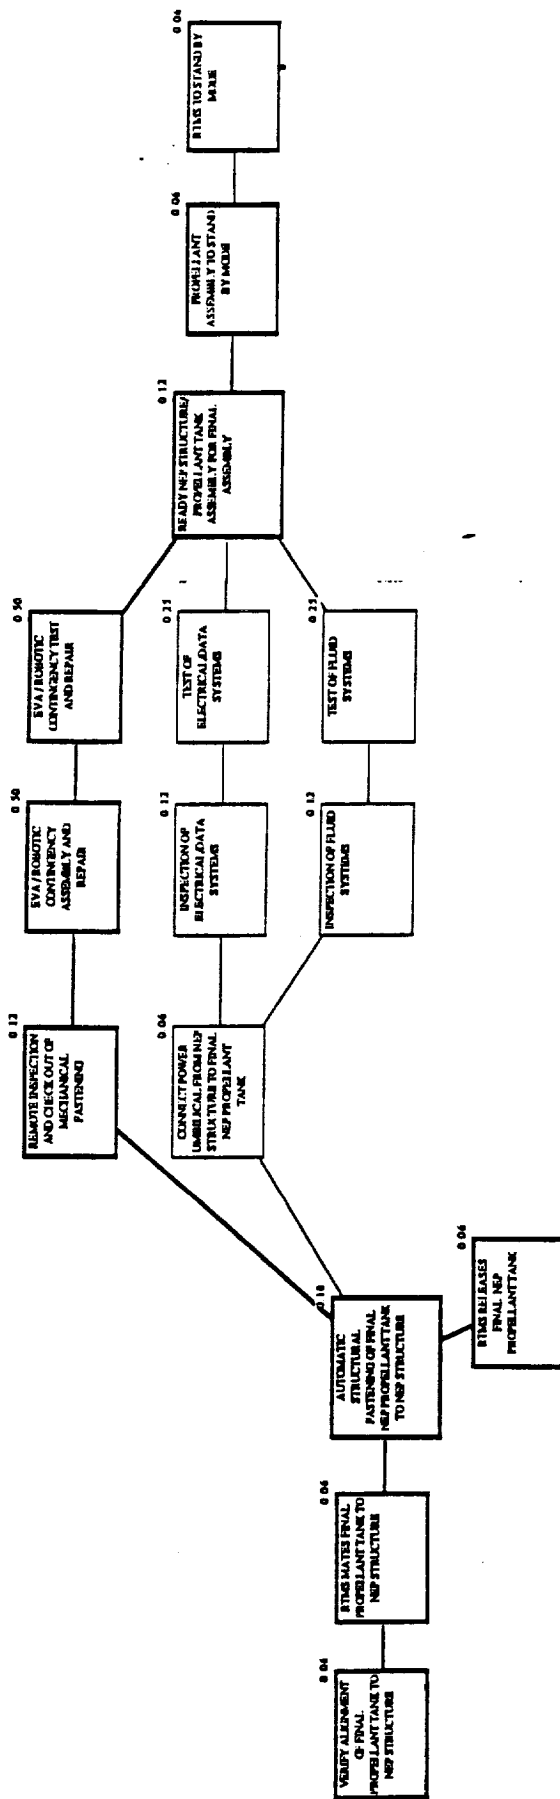 0 04
VERIFY ALIGNMENT
OF FINAL
PROPELLANT TANK TO
NEP STRUCTURE
0 04
RTMS MATES FINAL
PROPELLANT TANK TO
NEP STRUCTURE
AUTOMATIC
STRUCTURAL
FASTENING OF FINAL
NEP PROPELLANT TANK
TO NEP STRUCTURE
0 04
RTMS RELEASES
FINAL NEP
PROPELLANT TANK
0 12
REMOTE INSPECTION
AND CHECK OUT OF
MECHANICAL
FASTENING
0 50
EVA / ROBOTIC
CONTINGENCY
ASSEMBLY AND
REPAIR
0 50
EVA / ROBOTIC
CONTINGENCY TEST
AND REPAIR
0 04
CONNECT POWER
UMBILICAL FROM NEP
STRUCTURE TO FINAL
NEP PROPELLANT
TANK
0 12
INSPECTION OF
ELECTRICAL/DATA
SYSTEMS
0 25
TEST OF
ELECTRICAL/DATA
SYSTEMS
0 12
INSPECTION OF FLUID
SYSTEMS
0 25
TEST OF FLUID
SYSTEMS
0 12
READY NEP STRUCTURE/
PROPELLANT TANK
ASSEMBLY FOR FINAL
ASSEMBLY
0 04
PROPELLANT
ASSEMBLY TO STAND
BY MODE
0 04
RTMS TO STAND BY
MODE